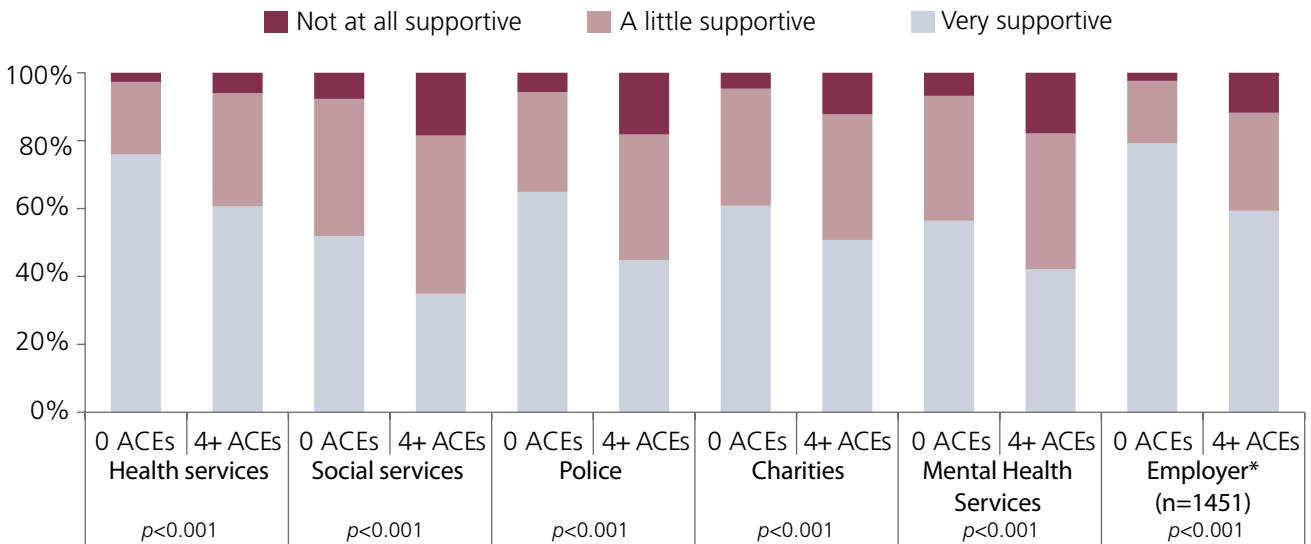 Not at all supportive A little supportive Very supportive
100%
80%
60%
40%
20%
0%
0 ACEs 4+ ACEs 0 ACEs 4+ ACEs 0 ACEs 4+ ACEs 0 ACEs 4+ ACEs 0 ACEs 4+ ACEs 0 ACEs 4+ ACEs
Health services Social services Police Charities Mental Health Employer*
Services (n=1451)
p<0.001 p<0.001 p<0.001 p<0.001 p<0.001 p<0.001